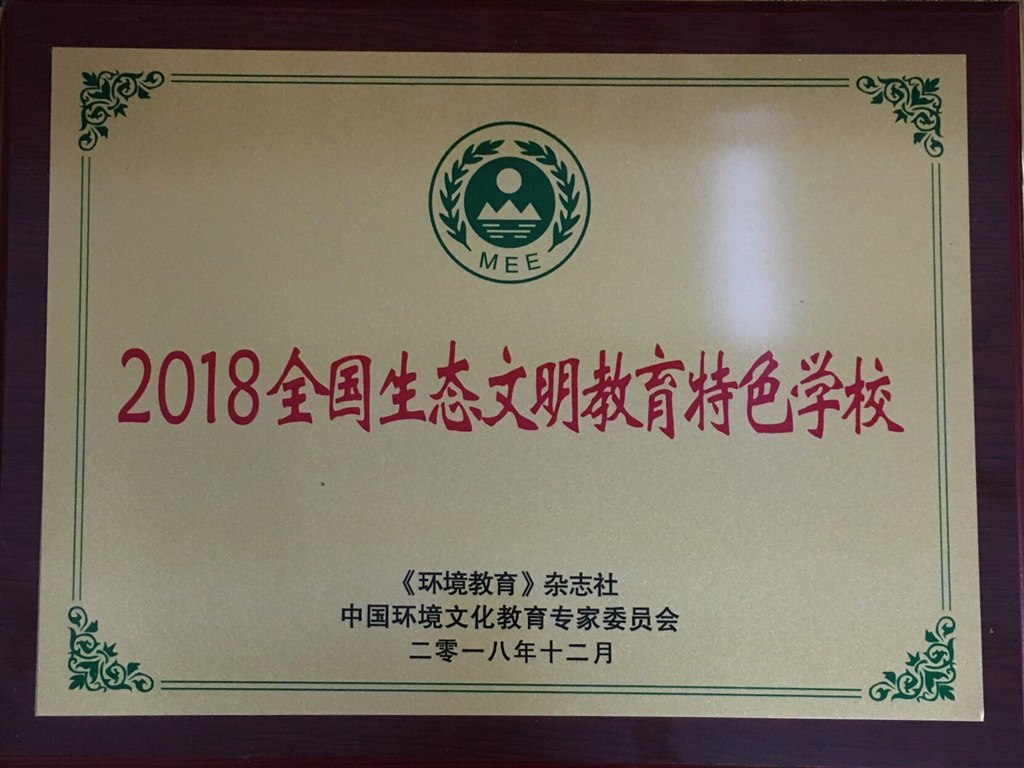 MEE
2018全国生态文明教育特色学校
《环境教育》杂志社
中国环境文化教育专家委员会
二零一八年十二月